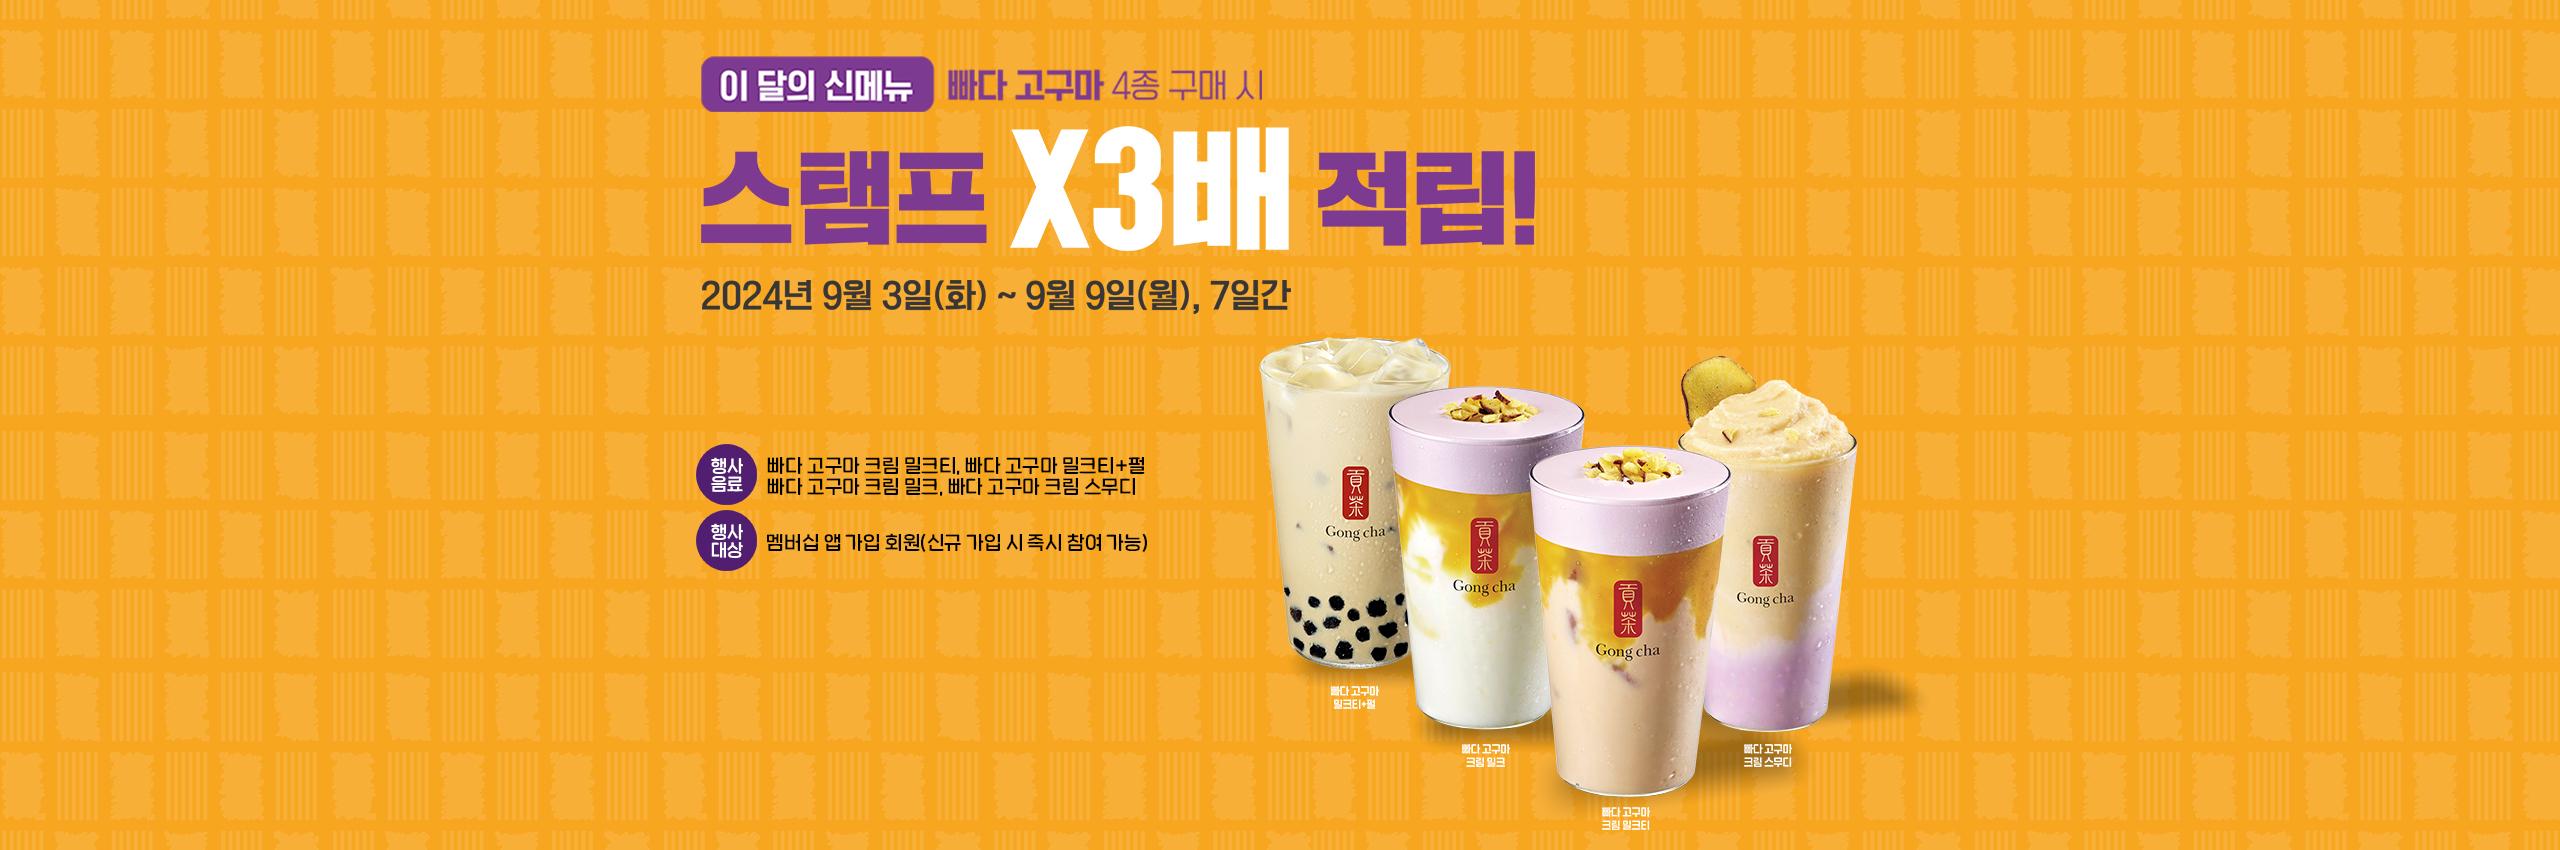 이 달의 신메뉴 빠다 고구마 4종 구매 시
스탬프 X3배 적립!
2024년 9월 3일(화) ~ 9월 9일(월), 7일간
행사
음료
빠다 고구마 크림 밀크티, 빠다 고구마 밀크티+펄
빠다 고구마 크림 밀크, 빠다 고구마 크림 스무디
행사
대상
멤버십 앱 가입 회원(신규 가입 시 즉시 참여 가능)
貢茶
Gong cha
貢茶
Gong cha
貢茶
Gong cha
貢茶
Gong cha
빠다 고구마
밀크티+펄
빠다 고구마
크림 밀크
빠다 고구마
크림 밀크티
빠다 고구마
크림 스무디